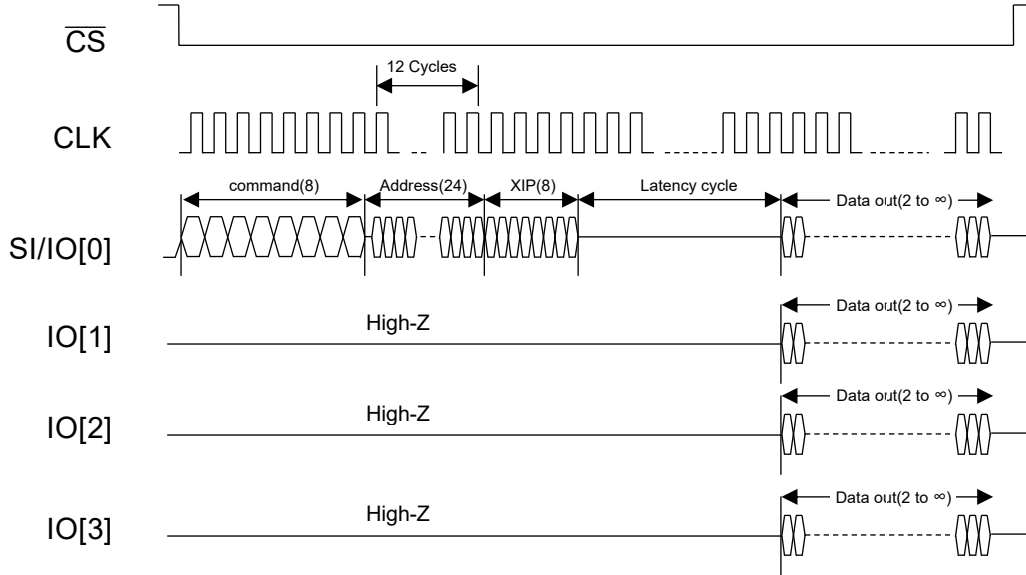 CS
12 Cycles
CLK
command(8) Address(24) XIP(8) Latency cycle Data out(2 to ∞)
SI/IO[0]
Data out(2 to ∞)
High-Z
IO[1]
Data out(2 to ∞)
High-Z
IO[2]
Data out(2 to ∞)
High-Z
IO[3]